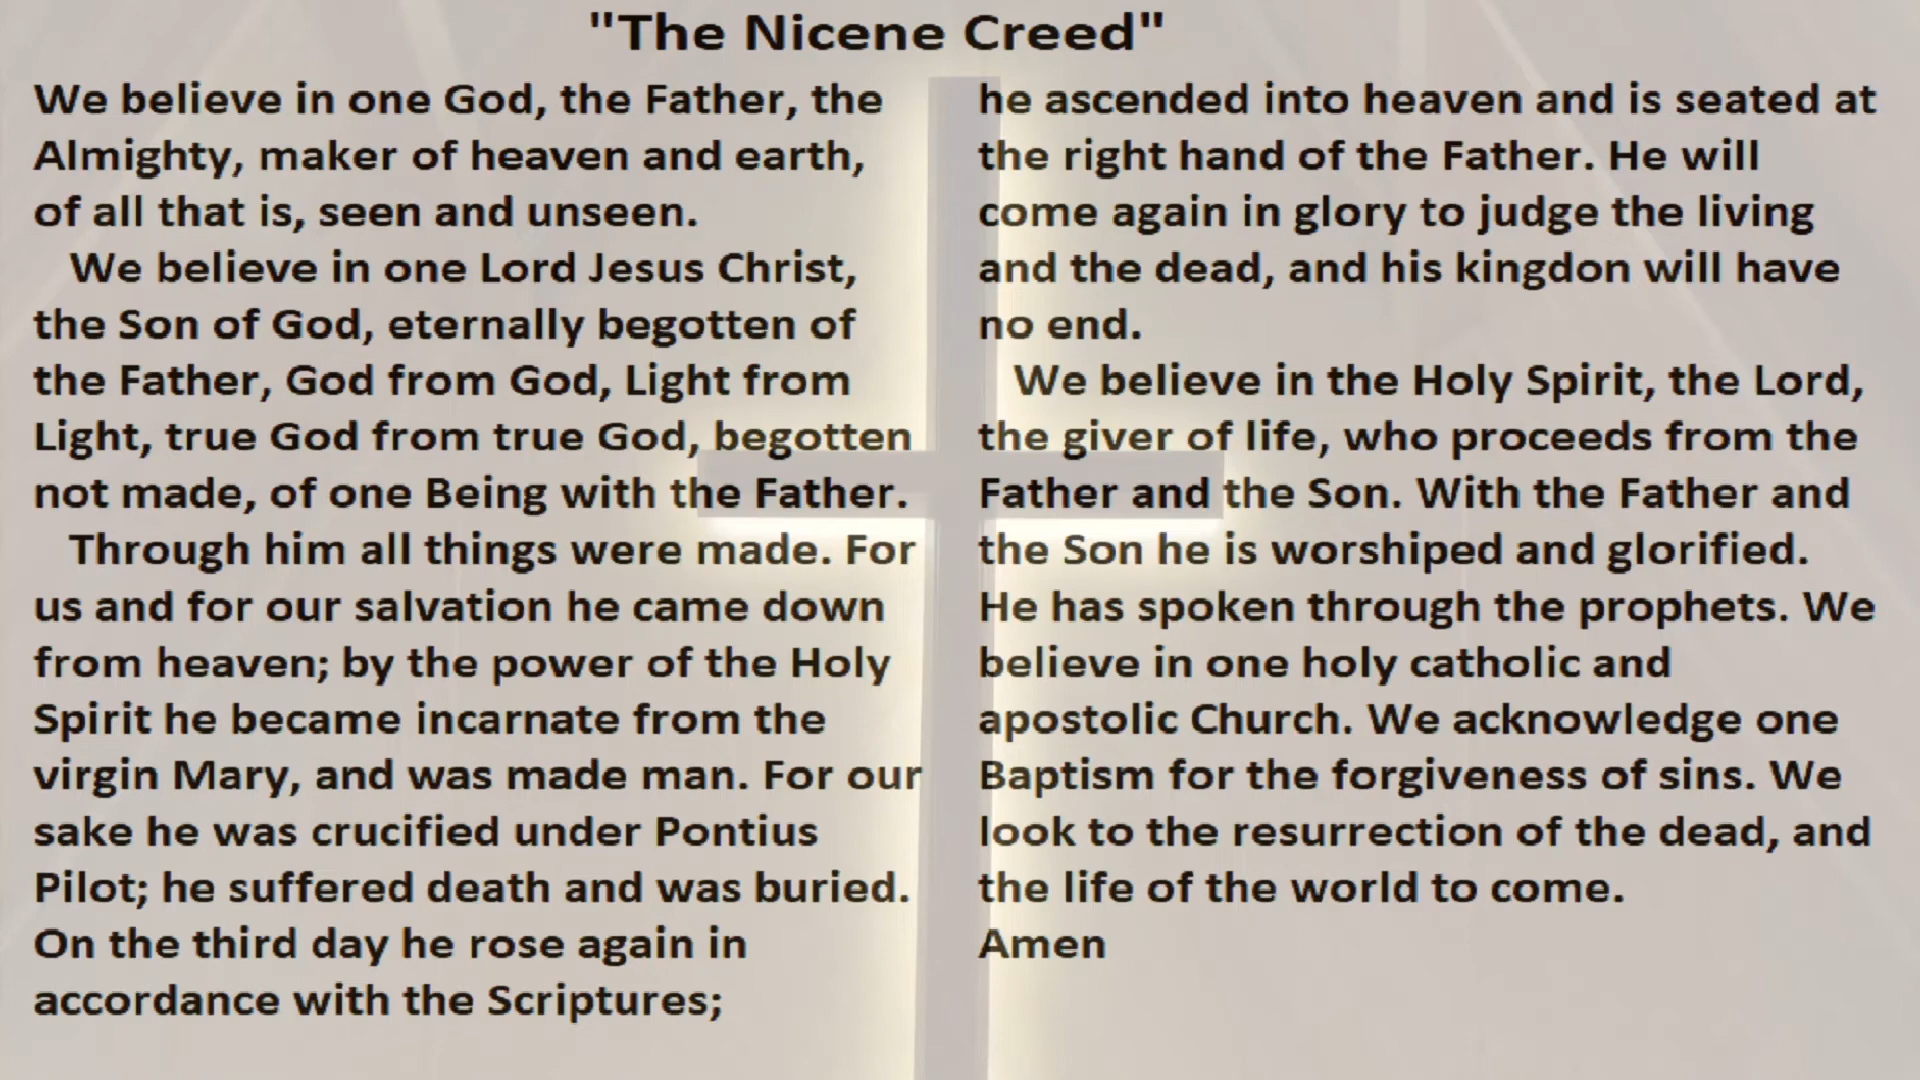 "The Nicene Creed"
We believe in one God, the Father, the
Almighty, maker of heaven and earth,
of all that is, seen and unseen.
We believe in one Lord Jesus Christ,
the Son of God, eternally begotten of
the Father, God from God, Light from
Light, true God from true God, begotten
not made, of one Being with the Father.
Through him all things were made. For
us and for our salvation he came down
from heaven; by the power of the Holy
Spirit he became incarnate from the
virgin Mary, and was made man. For our
sake he was crucified under Pontius
Pilot; he suffered death and was buried.
On the third day he rose again in
accordance with the Scriptures;
he ascended into heaven and is seated at
the right hand of the Father. He will
come again in glory to judge the living
and the dead, and his kingdon will have
no end.
We believe in the Holy Spirit, the Lord,
the giver of life, who proceeds from the
Father and the Son. With the Father and
the Son he is worshiped and glorified.
He has spoken through the prophets. We
believe in one holy catholic and
apostolic Church. We acknowledge one
Baptism for the forgiveness of sins. We
look to the resurrection of the dead, and
the life of the world to come.
Amen